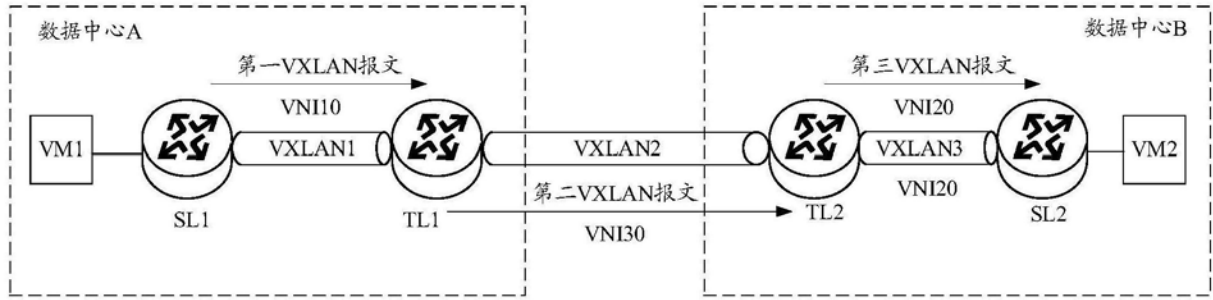 数据中心A
数据中心B
第一VXLAN报文
第三VXLAN报文
VNI10
VNI20
VM1
VXLAN1
VXLAN2
VXLAN3
VM2
SL1
TL1
第二VXLAN报文
TL2
VNI20
SL2
VNI30